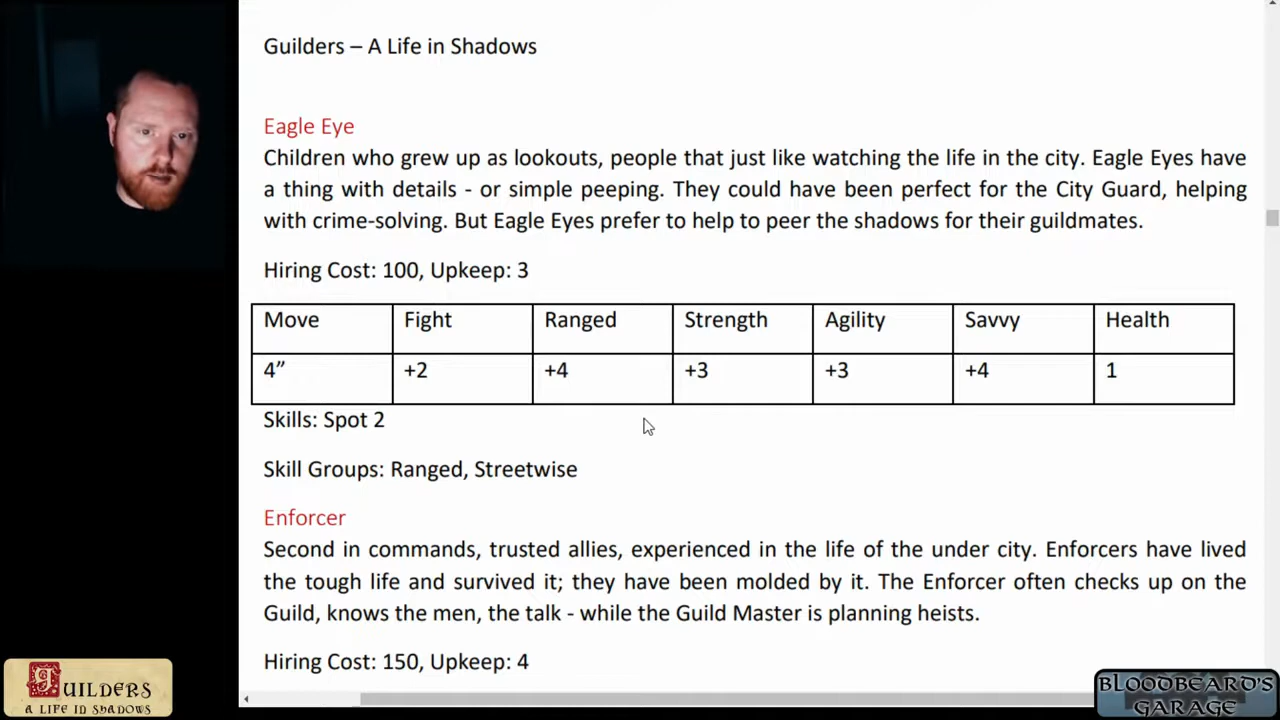 Guilders – A Life in Shadows
Eagle Eye
Children who grew up as lookouts, people that just like watching the life in the city. Eagle Eyes have
a thing with details - or simple peeping. They could have been perfect for the City Guard, helping
with crime-solving. But Eagle Eyes prefer to help to peer the shadows for their guildmates.
Hiring Cost: 100, Upkeep: 3
Move Fight Ranged Strength Agility Savvy Health
4” +2 +4 +3 +3 +4 1
Skills: Spot 2
Skill Groups: Ranged, Streetwise
Enforcer
Second in commands, trusted allies, experienced in the life of the under city. Enforcers have lived
the tough life and survived it; they have been molded by it. The Enforcer often checks up on the
Guild, knows the men, the talk - while the Guild Master is planning heists.
Hiring Cost: 150, Upkeep: 4
GUILDERS
A LIFE IN SHADOWS
BLOODBEARD'S
GARAGE